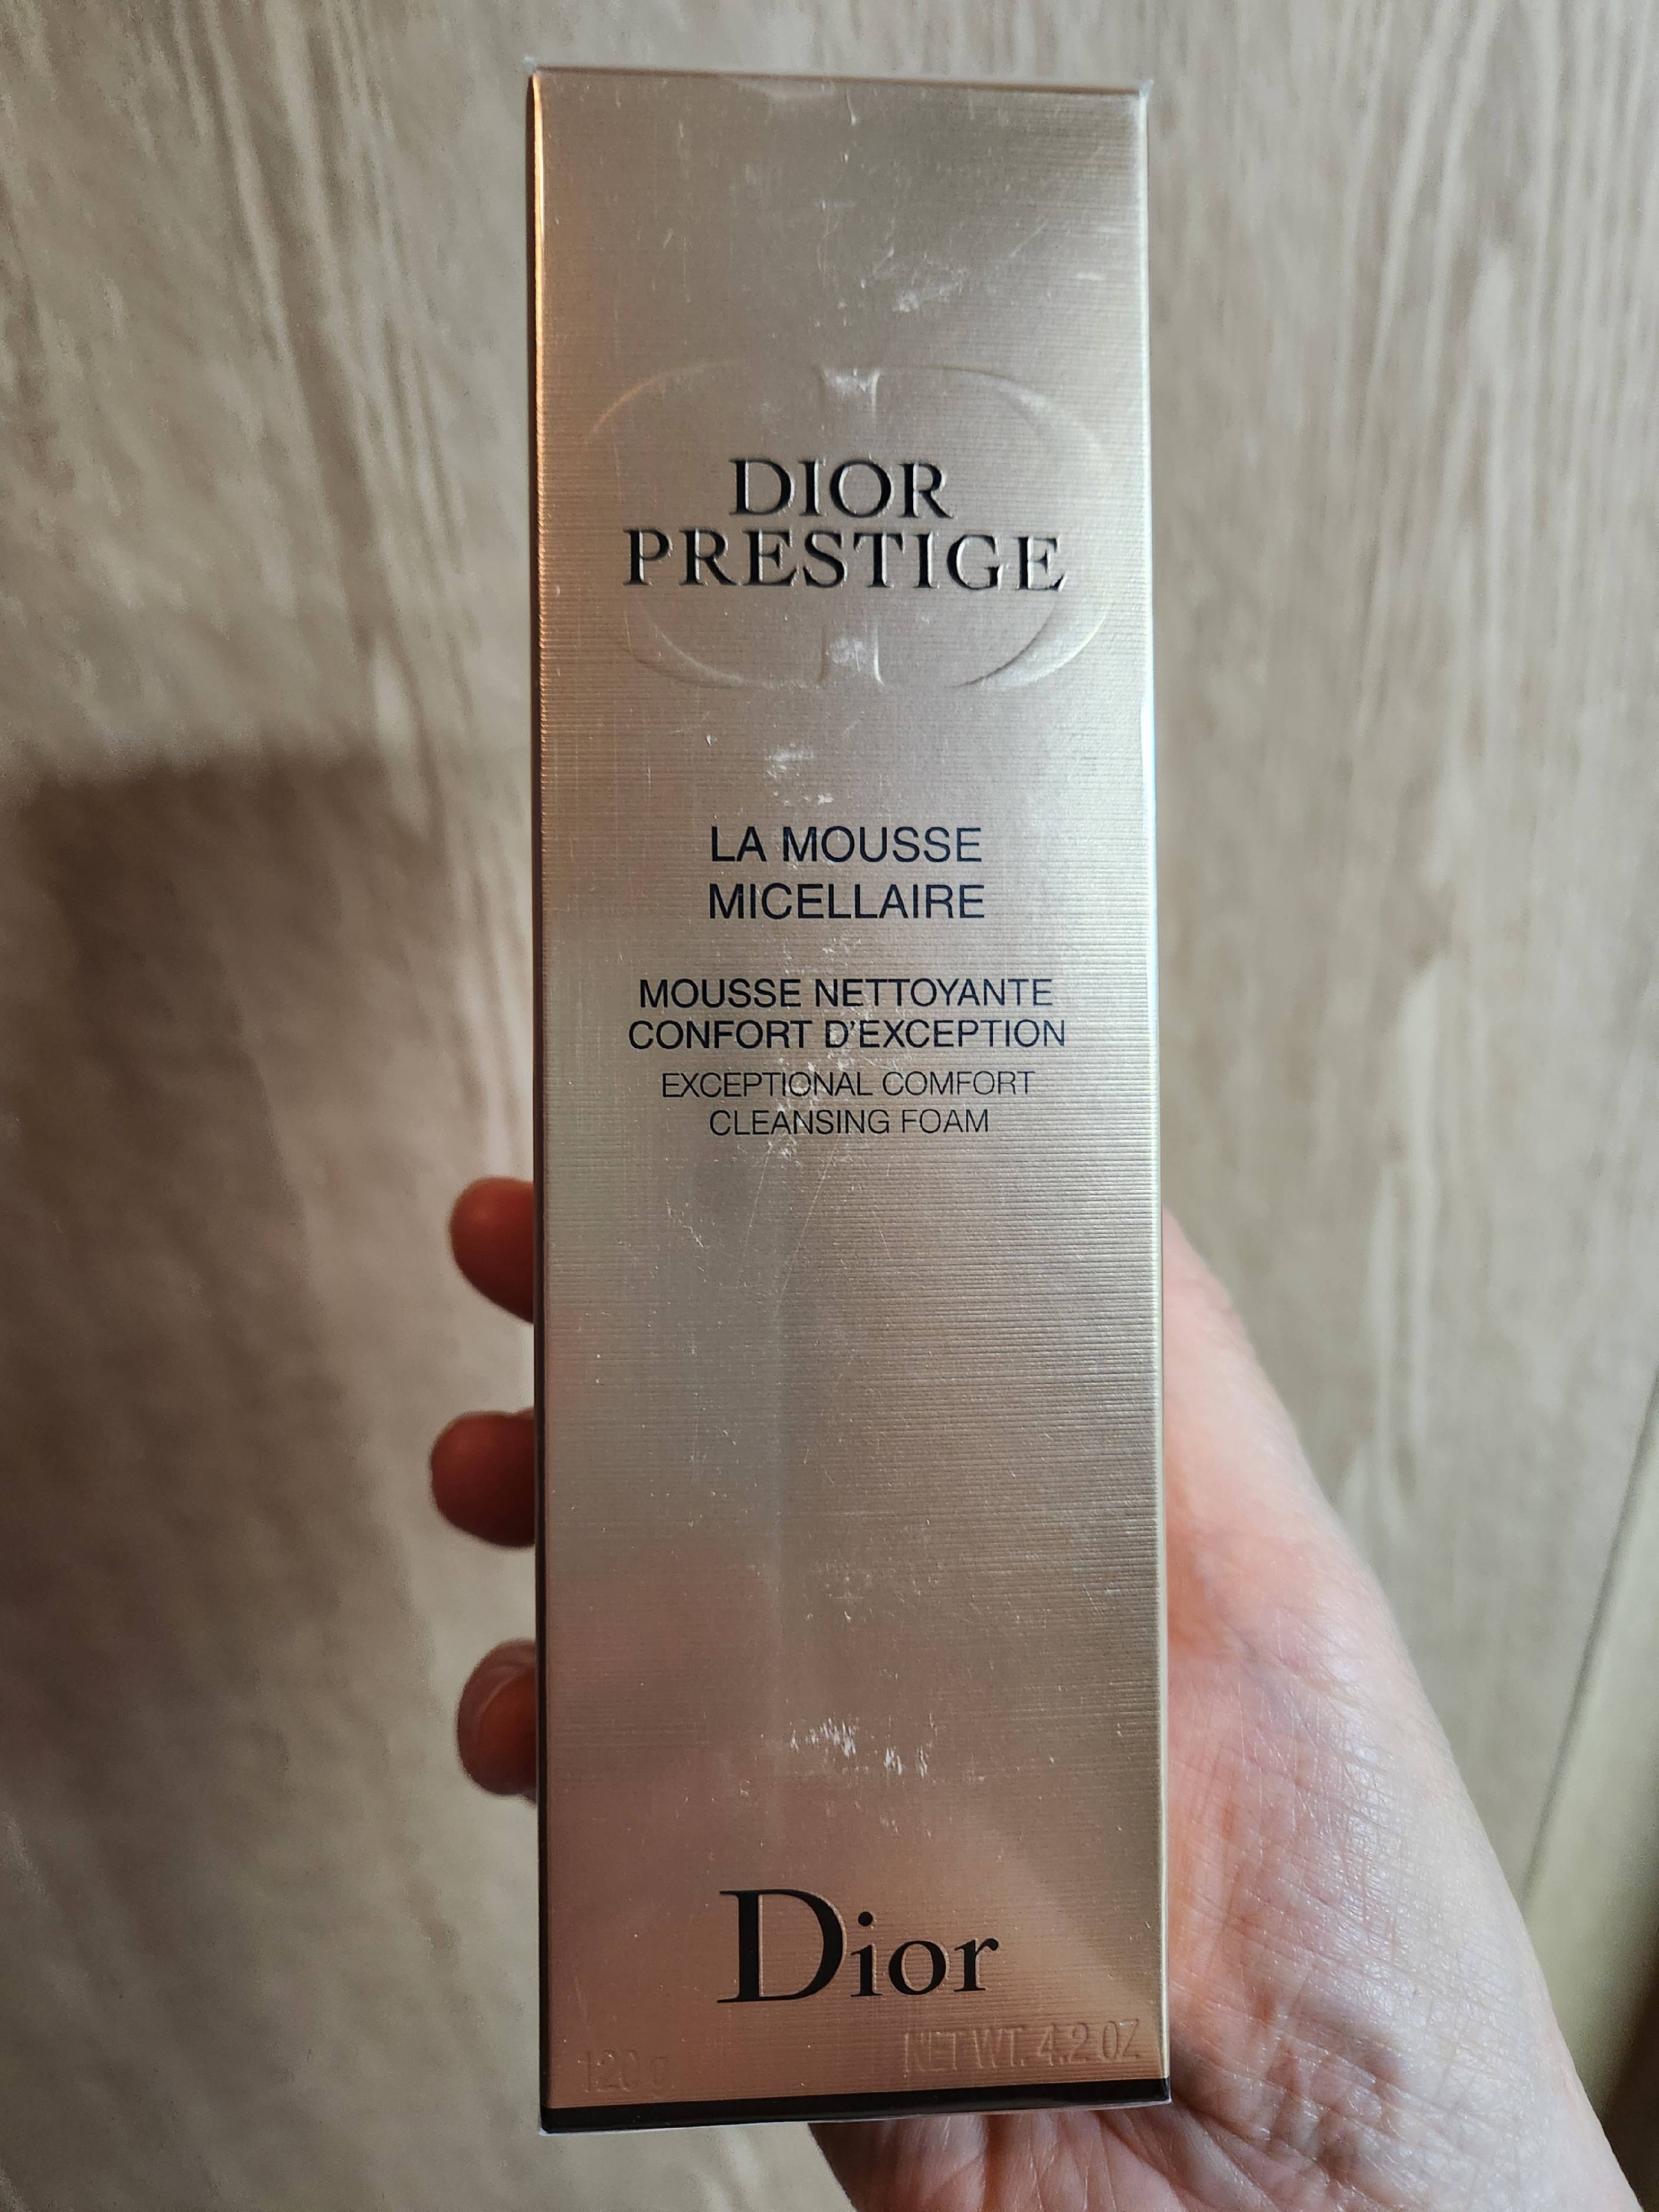 DIOR
PRESTIGE
LA MOUSSE
MICELLAIRE
MOUSSE NETTOYANTE
CONFORT D'EXCEPTION
EXCEPTIONAL COMFORT
CLEANSING FOAM
Dior
120 g NET WT. 4.2 OZ